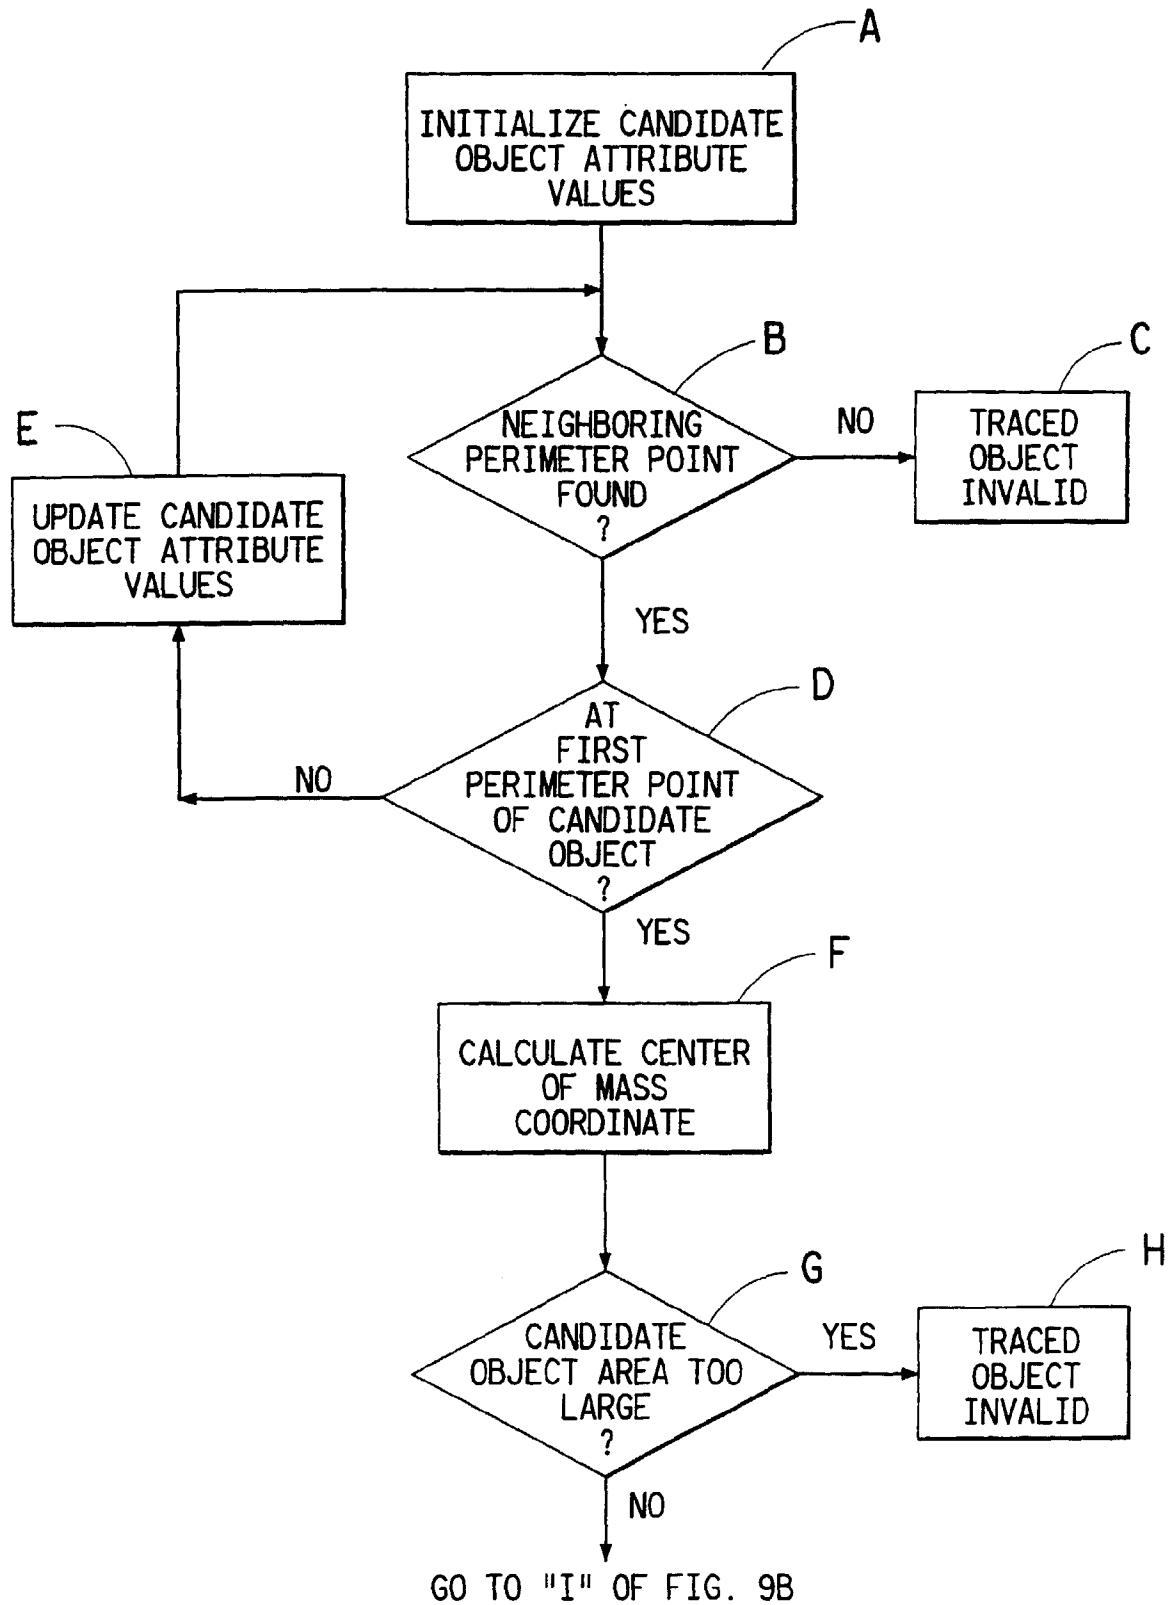 A
INITIALIZE CANDIDATE
OBJECT ATTRIBUTE
VALUES
B
NEIGHBORING
PERIMETER POINT
FOUND
?
NO
C
TRACED
OBJECT
INVALID
E
UPDATE CANDIDATE
OBJECT ATTRIBUTE
VALUES
YES
D
AT
FIRST
PERIMETER POINT
OF CANDIDATE
OBJECT
?
NO
YES
F
CALCULATE CENTER
OF MASS
COORDINATE
G
CANDIDATE
OBJECT AREA TOO
LARGE
?
YES
H
TRACED
OBJECT
INVALID
NO
GO TO "I" OF FIG. 9B